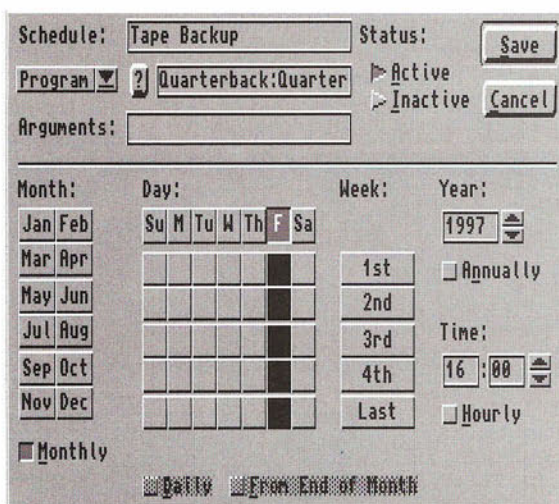 Schedule: Tape Backup Status: Save
Program ? Quarterback:Quarter Active
Inactive Cancel
Arguments:
Month: Day: Week: Year:
Jan Feb Su M Tu W Th F Sa 1997
Mar Apr 1st Annually
May Jun 2nd
Jul Aug 3rd Time:
Sep Oct 4th 16:00
Nov Dec Last Hourly
Monthly
Daily From End of Month